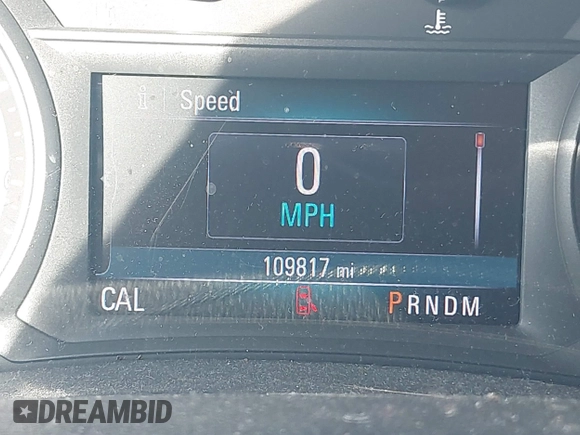 i Speed
0
MPH
109817 mi
CAL
PRNDM
DREAMBID